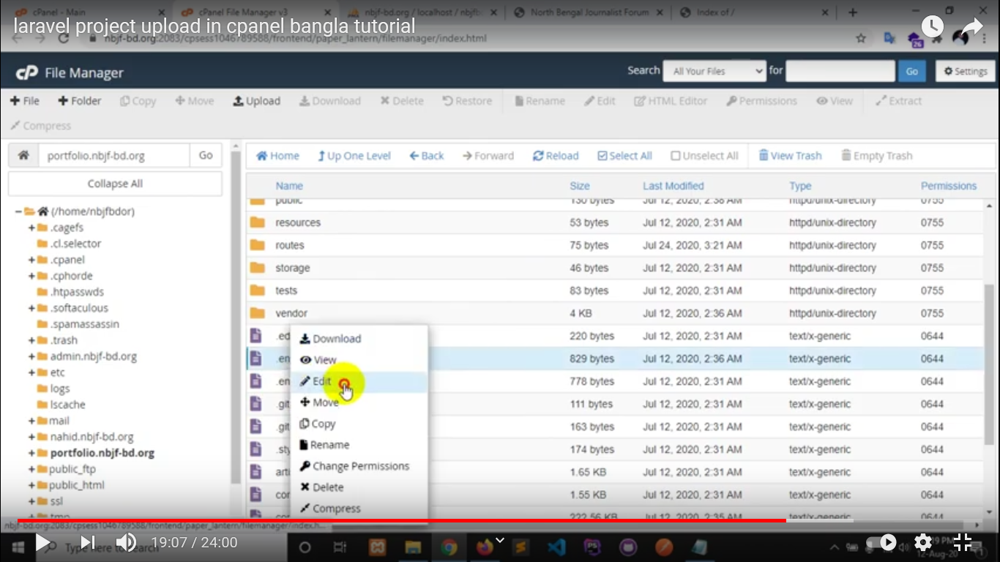 cPanel - Main
cPanel File Manager v3
nbjf-bd.org / localhost / nbjfb
North Bengal Journalist Forum
Index of /
laravel project upload in cpanel bangla tutorial
nbjf-bd.org:2083/cpsess1046789588/frontend/paper_lantern/filemanager/index.html
26
cP File Manager
Search All Your Files for Go Settings
File Folder Copy Move Upload Download Delete Restore Rename Edit HTML Editor Permissions View Extract
Compress
portfolio.nbjf-bd.org Go
Home Up One Level Back Forward Reload Select All Unselect All View Trash Empty Trash
Collapse All
(/home/nbjfbdor)
.cagefs
.cl.selector
.cpanel
.cphorde
.htpasswds
.softaculous
.spamassassin
.trash
admin.nbjf-bd.org
etc
logs
lscache
mail
nahid.nbjf-bd.org
portfolio.nbjf-bd.org
public_ftp
public_html
ssl
tmp
Name Size Last Modified Type Permissions
public 130 bytes Jul 12, 2020, 2:38 AM httpd/unix-directory 0755
resources 53 bytes Jul 12, 2020, 2:31 AM httpd/unix-directory 0755
routes 75 bytes Jul 24, 2020, 3:21 AM httpd/unix-directory 0755
storage 46 bytes Jul 12, 2020, 2:31 AM httpd/unix-directory 0755
tests 83 bytes Jul 12, 2020, 2:31 AM httpd/unix-directory 0755
vendor 4 KB Jul 12, 2020, 2:36 AM httpd/unix-directory 0755
.ed 220 bytes Jul 12, 2020, 2:31 AM text/x-generic 0644
.en 829 bytes Jul 12, 2020, 2:36 AM text/x-generic 0644
.en 778 bytes Jul 12, 2020, 2:31 AM text/x-generic 0644
.git 111 bytes Jul 12, 2020, 2:31 AM text/x-generic 0644
.git 163 bytes Jul 12, 2020, 2:31 AM text/x-generic 0644
.sty 174 bytes Jul 12, 2020, 2:31 AM text/x-generic 0644
arti 1.65 KB Jul 12, 2020, 2:31 AM text/x-generic 0644
cor 1.55 KB Jul 12, 2020, 2:31 AM text/x-generic 0644
222.56 KB Jul 12, 2020, 2:35 AM text/x-generic 0644
Download
View
Edit
Move
Copy
Rename
Change Permissions
Delete
Compress
nbjf-bd.org:2083/cpsess1046789588/frontend/paper_lantern/filemanager/index.h...
19:07 / 24:00
Type here to search
12-Aug-20